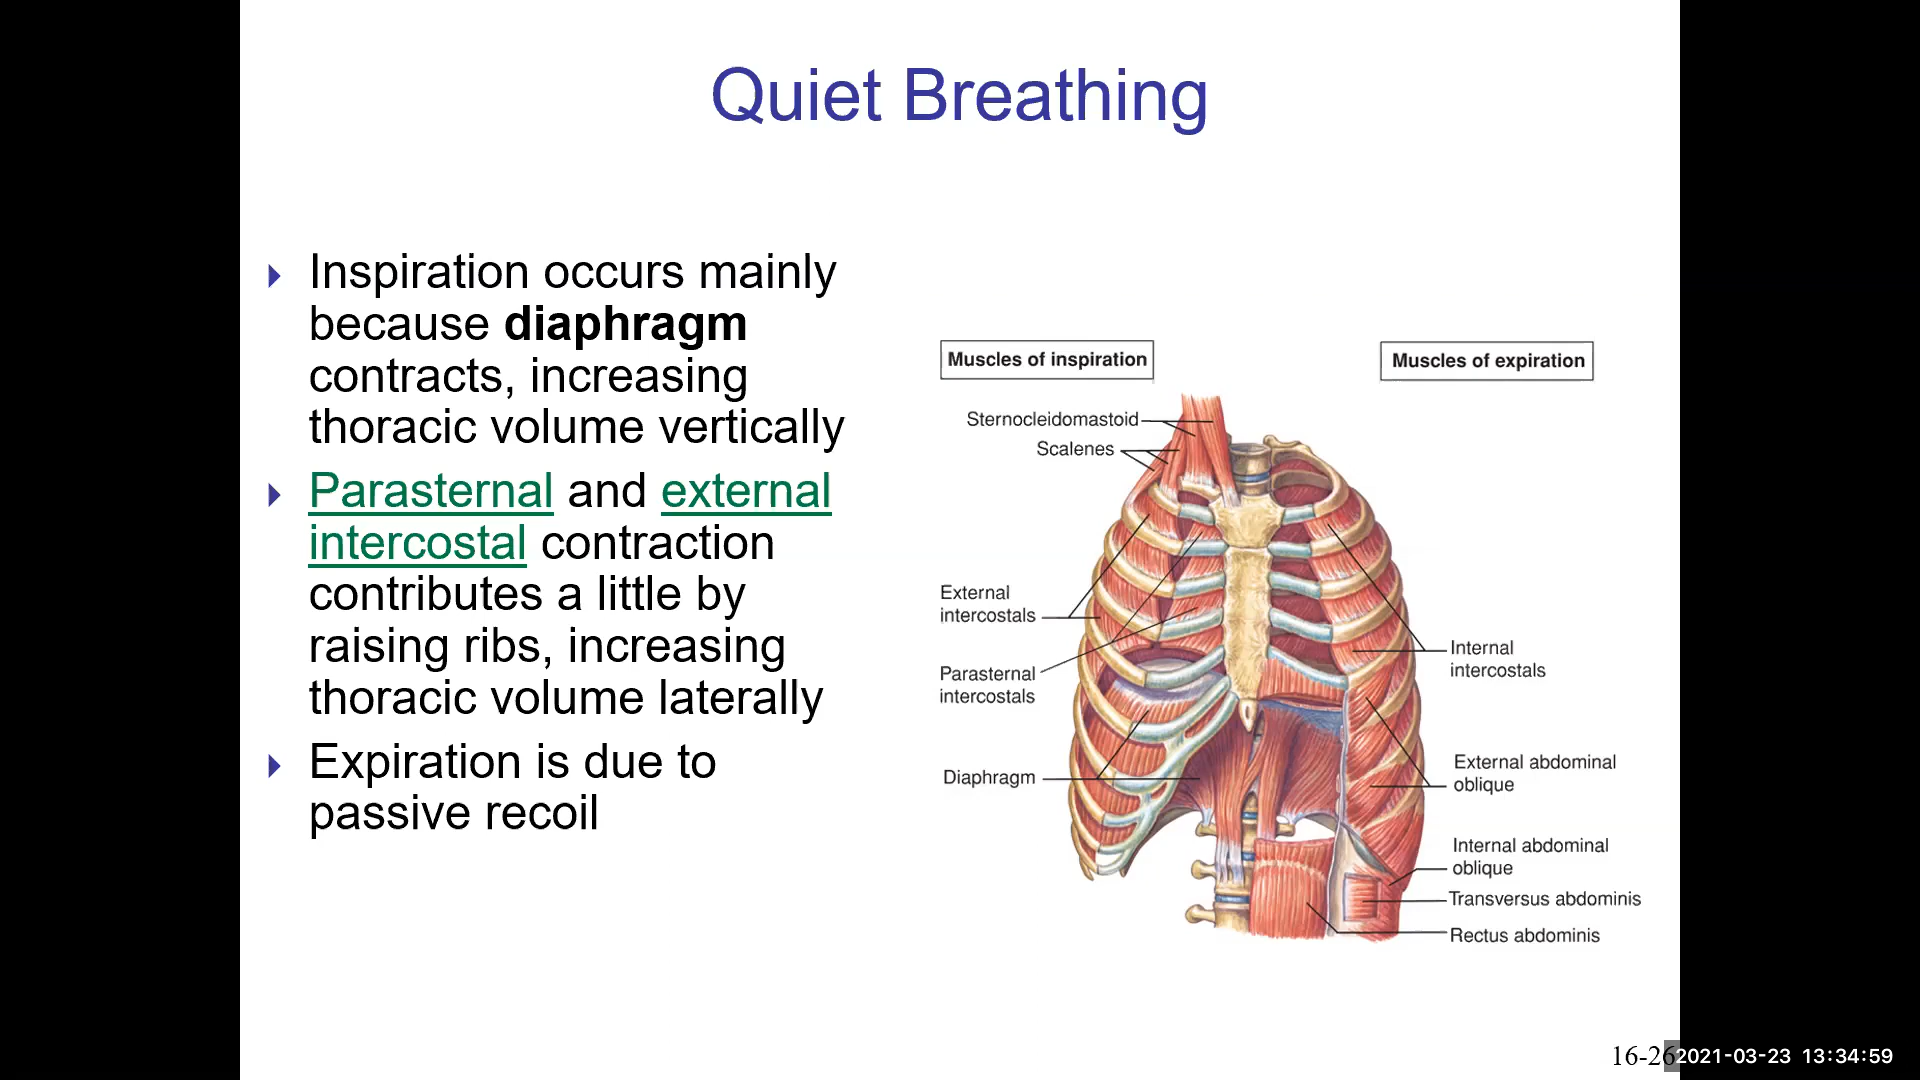 Quiet Breathing
Inspiration occurs mainly
because diaphragm
contracts, increasing
thoracic volume vertically
Parasternal and external
intercostal contraction
contributes a little by
raising ribs, increasing
thoracic volume laterally
Expiration is due to
passive recoil
Muscles of inspiration
Muscles of expiration
Sternocleidomastoid
Scalenes
External
intercostals
Parasternal
intercostals
Diaphragm
Internal
intercostals
External abdominal
oblique
Internal abdominal
oblique
Transversus abdominis
Rectus abdominis
16-26
2021-03-23 13:34:59